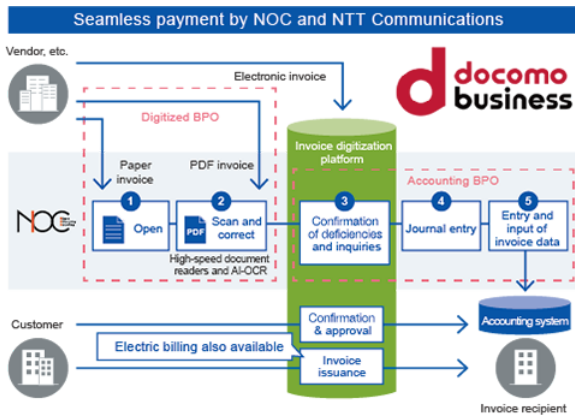 Seamless payment by NOC and NTT Communications
Vendor, etc.
Electronic invoice
docomo
business
Digitized BPO
Invoice digitization
platform
Paper
invoice
PDF invoice
Accounting BPO
NOC
1
Open
2
PDF
Scan and
correct
3
Confirmation
of deficiencies
and inquiries
4
Journal entry
5
Entry and
input of
invoice data
High-speed document
readers and AI-OCR
Customer
Confirmation
& approval
Accounting system
Electric billing also available
Invoice
issuance
Invoice recipient